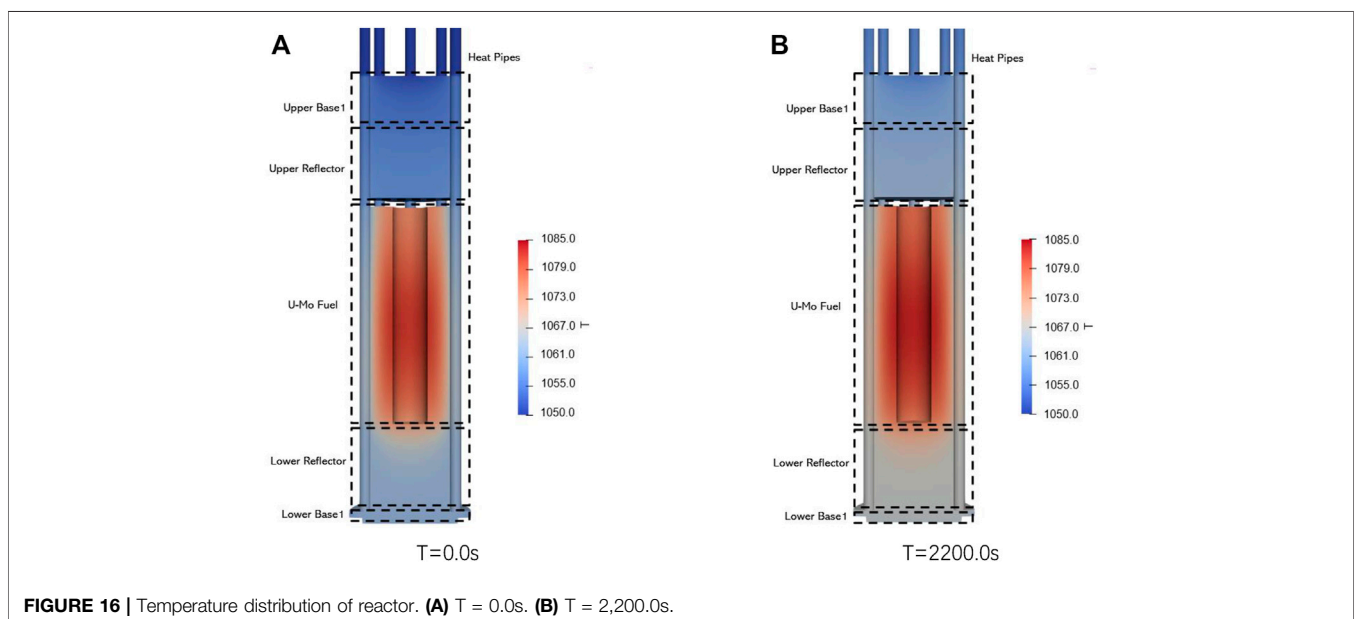 A
Heat Pipes
Upper Base1
Upper Reflector
U-Mo Fuel
Lower Reflector
Lower Base1
1085.0
1079.0
1073.0
1067.0 T
1061.0
1055.0
1050.0
T=0.0s
B
Heat Pipes
Upper Base1
Upper Reflector
U-Mo Fuel
Lower Reflector
Lower Base1
1085.0
1079.0
1073.0
1067.0 T
1061.0
1055.0
1050.0
T=2200.0s
FIGURE 16 | Temperature distribution of reactor. (A) T = 0.0s. (B) T = 2,200.0s.